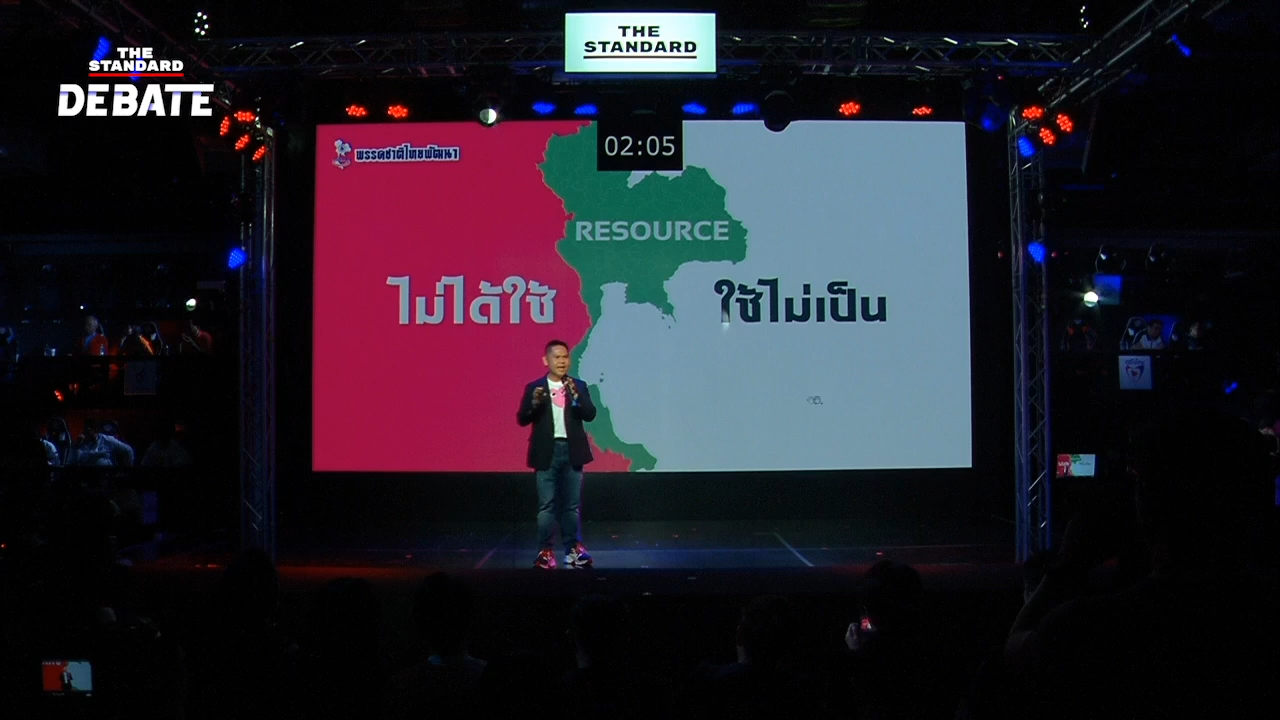 THE
STANDARD
DEBATE
THE
STANDARD
02:05
พรรคชาติไทยพัฒนา
RESOURCE
ไม่ได้ใช้
ใช้ไม่เป็น